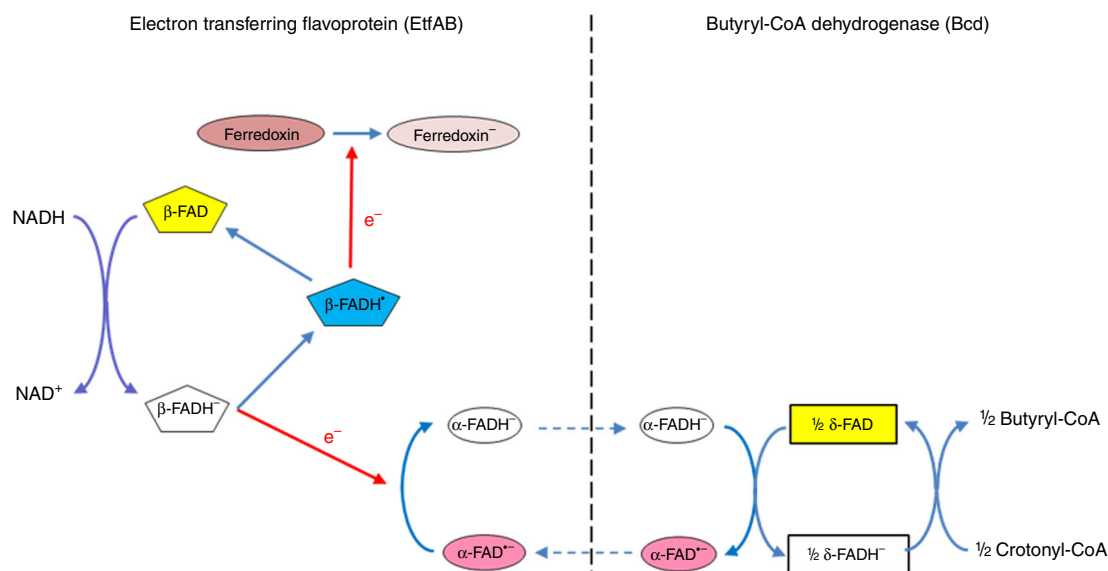 Electron transferring flavoprotein (EtfAB)
Butyryl-CoA dehydrogenase (Bcd)
Ferredoxin
Ferredoxin⁻
NADH
β-FAD
e⁻
β-FADH•
NAD⁺
β-FADH⁻
e⁻
α-FADH⁻
α-FADH⁻
½ δ-FAD
½ Butyryl-CoA
α-FAD•⁻
α-FAD•⁻
½ δ-FADH⁻
½ Crotonyl-CoA